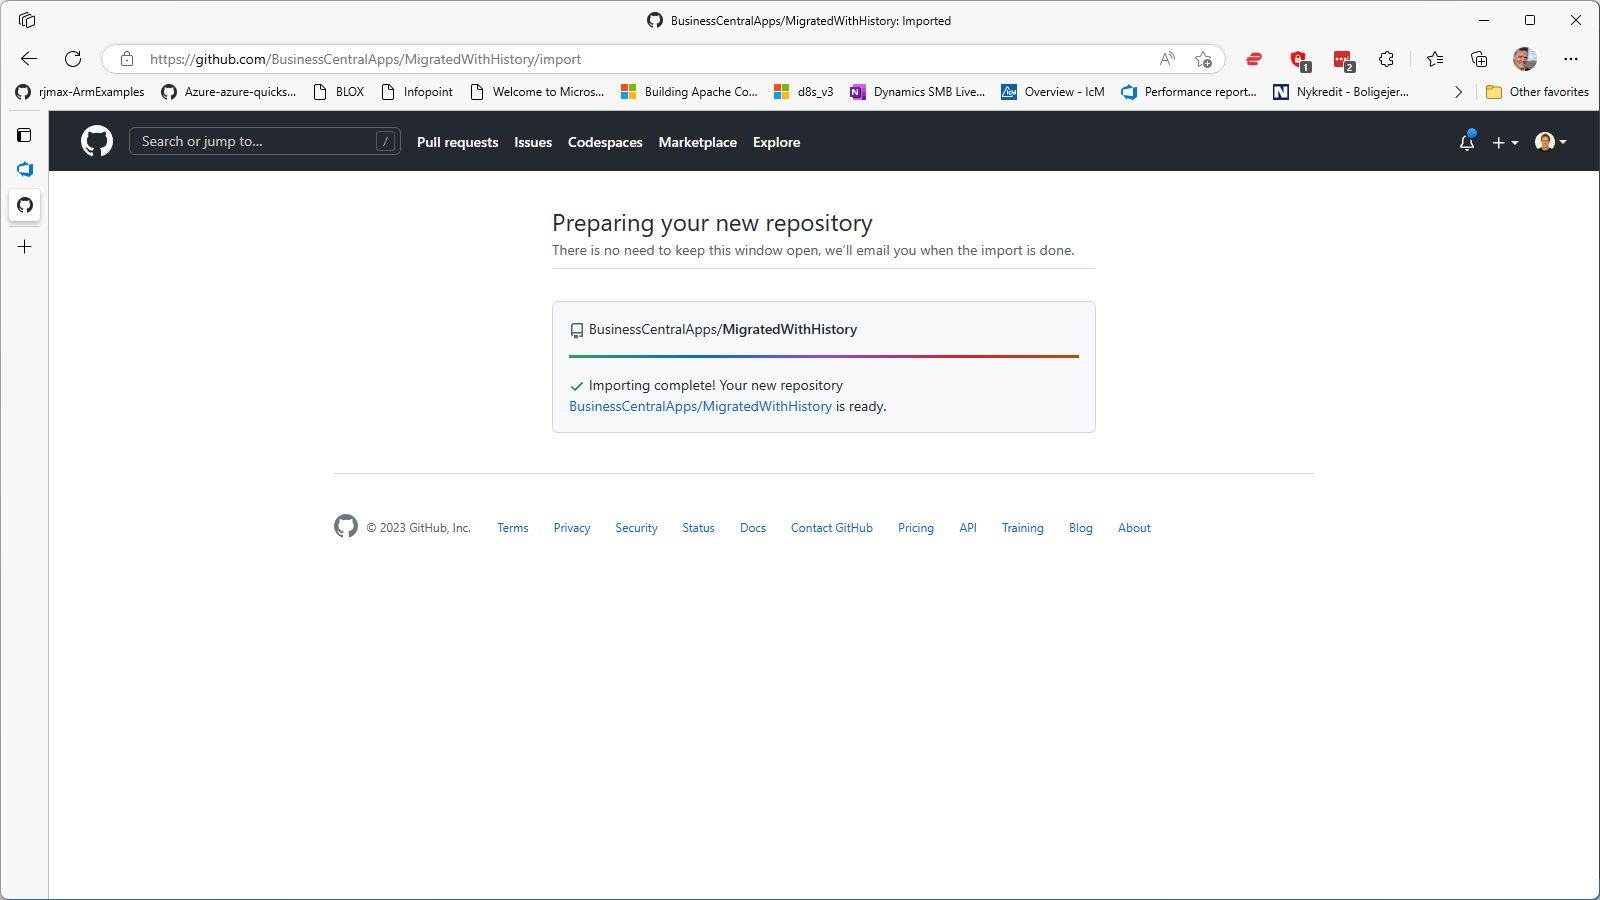 BusinessCentralApps/MigratedWithHistory: Imported
https://github.com/BusinessCentralApps/MigratedWithHistory/import
A
1
2
rjmax-ArmExamples
Azure-azure-quicks...
BLOX
Infopoint
Welcome to Micros...
Building Apache Co...
d8s_v3
Dynamics SMB Live...
Overview - IcM
Performance report...
Nykredit - Boligejer...
Other favorites
Search or jump to...
/
Pull requests
Issues
Codespaces
Marketplace
Explore
Preparing your new repository
There is no need to keep this window open, we’ll email you when the import is done.
BusinessCentralApps/MigratedWithHistory
Importing complete! Your new repository
BusinessCentralApps/MigratedWithHistory is ready.
© 2023 GitHub, Inc.
Terms
Privacy
Security
Status
Docs
Contact GitHub
Pricing
API
Training
Blog
About